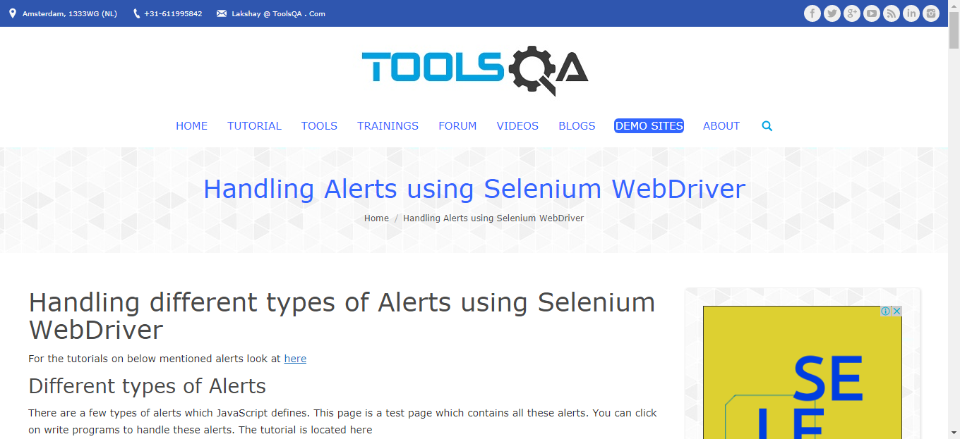 Amsterdam, 1333WG (NL) +31-611995842 Lakshay @ ToolsQA . Com
TOOLSQA
HOME TUTORIAL TOOLS TRAININGS FORUM VIDEOS BLOGS DEMO SITES ABOUT
Handling Alerts using Selenium WebDriver
Home / Handling Alerts using Selenium WebDriver
Handling different types of Alerts using Selenium
WebDriver
For the tutorials on below mentioned alerts look at here
Different types of Alerts
There are a few types of alerts which JavaScript defines. This page is a test page which contains all these alerts. You can click
on write programs to handle these alerts. The tutorial is located here
SE
LE